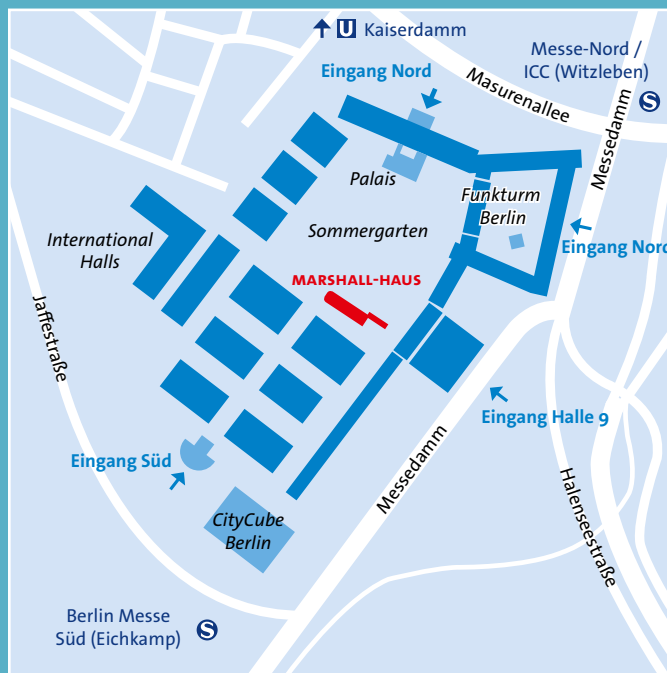 U Kaiserdamm
Messe-Nord /
ICC (Witzleben)
S
Eingang Nord
Masurenallee
Messedamm
Palais
Funkturm
Berlin
Sommergarten
International
Halls
Eingang Nord
MARSHALL-HAUS
Jaffestraße
Eingang Halle 9
Messedamm
Eingang Süd
Halenseestraße
CityCube
Berlin
Berlin Messe
Süd (Eichkamp)
S